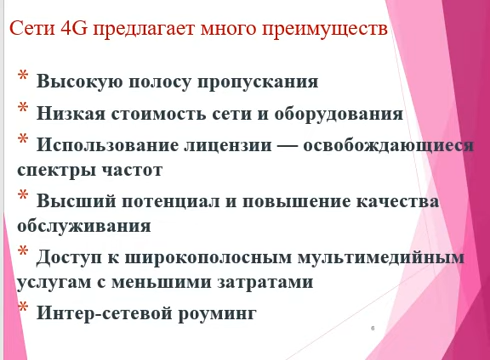 Сети 4G предлагает много преимуществ
* Высокую полосу пропускания
* Низкая стоимость сети и оборудования
* Использование лицензии — освобождающиеся
спектры частот
* Высший потенциал и повышение качества
обслуживания
* Доступ к широкополосным мультимедийным
услугам с меньшими затратами
* Интер-сетевой роуминг